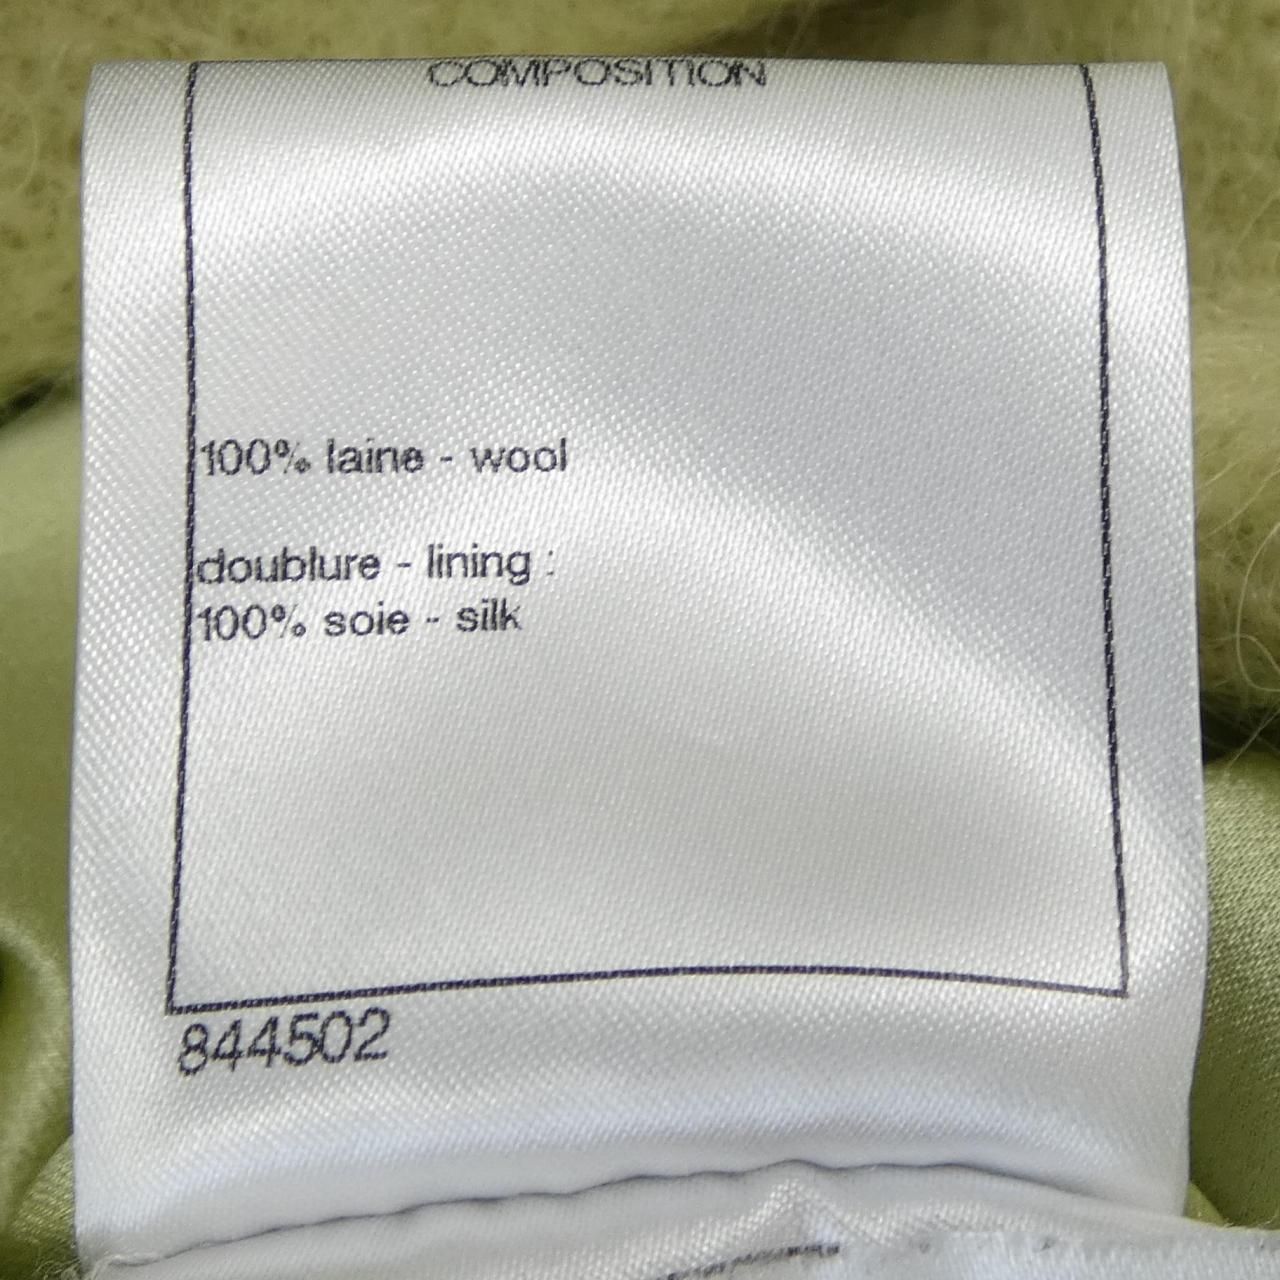 COMPOSITION
100% laine - wool
doublure - lining :
100% soie - silk
844502